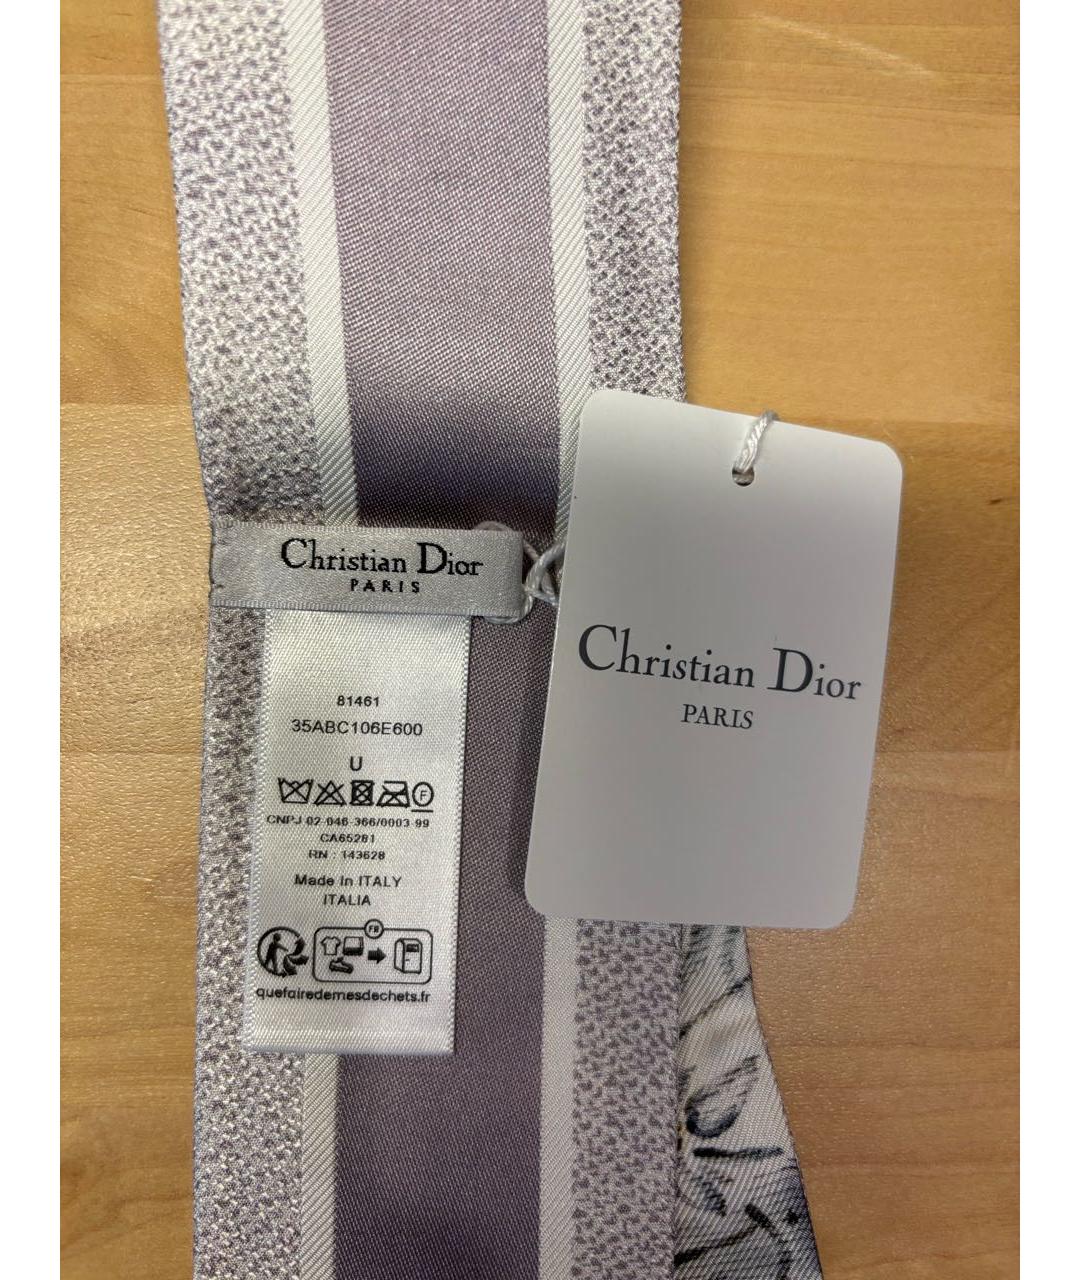 Christian Dior
PARIS
81461
35ABC106E600
U
F
CNPJ 02-046-366/0003-99
CA65281
RN : 143628
Made In ITALY
ITALIA
FR
quefairedemesdechets.fr
Christian Dior
PARIS